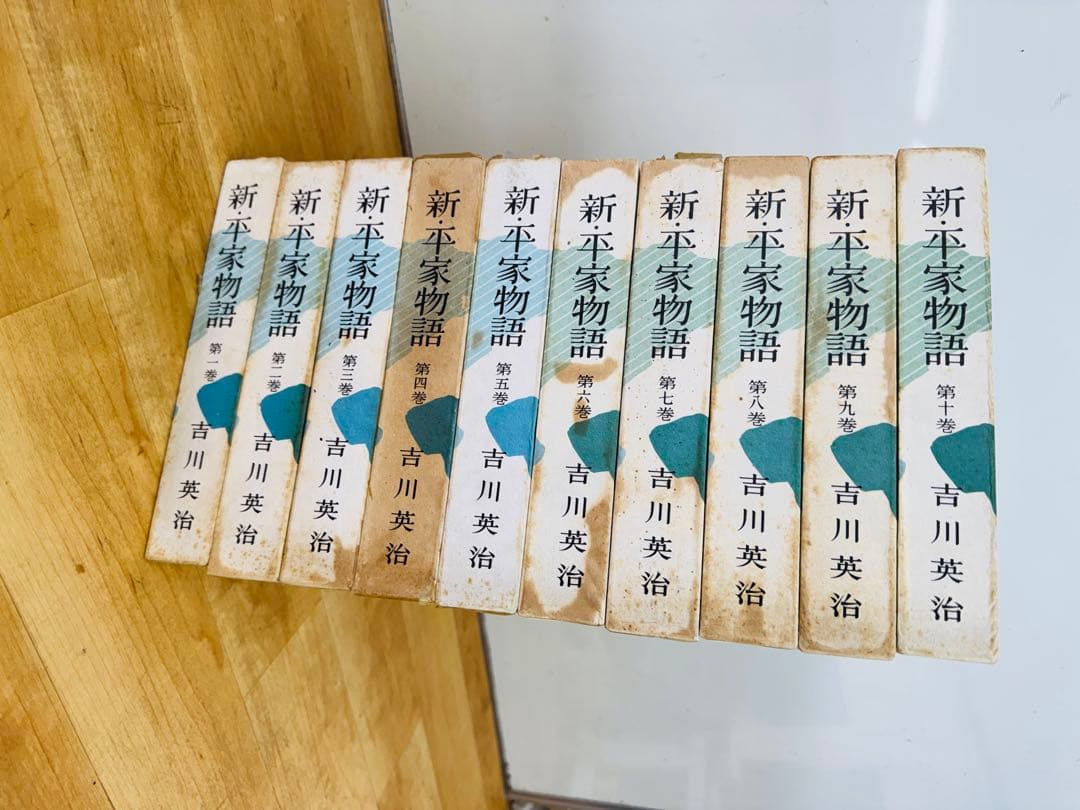 新・平家物語 第一巻 吉川英治
新・平家物語 第二巻 吉川英治
新・平家物語 第三巻 吉川英治
新・平家物語 第四巻 吉川英治
新・平家物語 第五巻 吉川英治
新・平家物語 第六巻 吉川英治
新・平家物語 第七巻 吉川英治
新・平家物語 第八巻 吉川英治
新・平家物語 第九巻 吉川英治
新・平家物語 第十巻 吉川英治